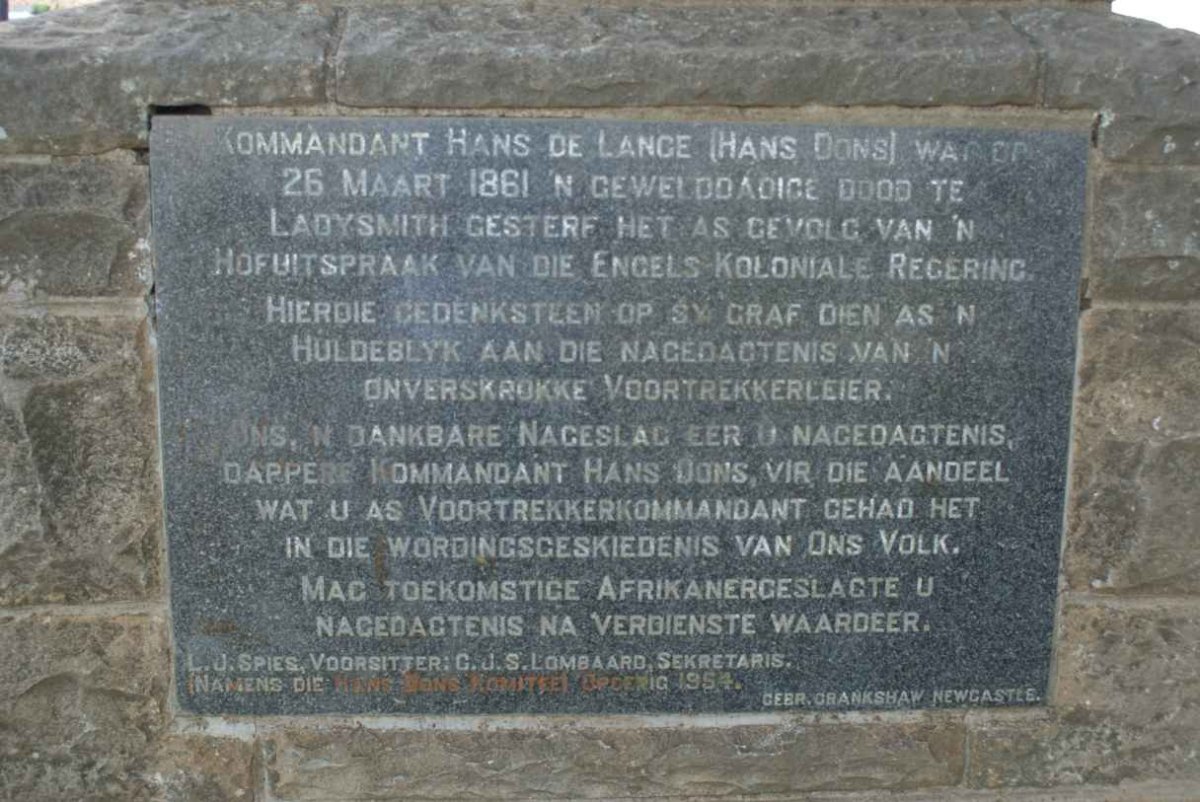 KOMMANDANT HANS DE LANGE (HANS DONS) WAT OP
26 MAART 1861 'N GEWELDDADIGE DOOD TE
LADYSMITH GESTERF HET AS GEVOLG VAN 'N
HOFUITSPRAAK VAN DIE ENGELS KOLONIALE REGERING.
HIERDIE GEDENKSTEEN OP SY GRAF DIEN AS 'N
HULDEBLYK AAN DIE NAGEDAGTENIS VAN 'N
ONVERSKROKKE VOORTREKKERLEIER.
ONS, 'N DANKBARE NAGESLAG EER U NAGEDAGTENIS,
DAPPERE KOMMANDANT HANS DONS, VIR DIE AANDEEL
WAT U AS VOORTREKKERKOMMANDANT GEHAD HET
IN DIE WORDINGSGESKIEDENIS VAN ONS VOLK.
MAG TOEKOMSTIGE AFRIKANERGESLAGTE U
NAGEDAGTENIS NA VERDIENSTE WAARDEER.
L.J. SPIES, VOORSITTER: G.J.S. LOMBAARD, SEKRETARIS.
(NAMENS DIE HANS DONS KOMITEE) OPGERIG 1954.
GEBR. CRANKSHAW NEWCASTLE.